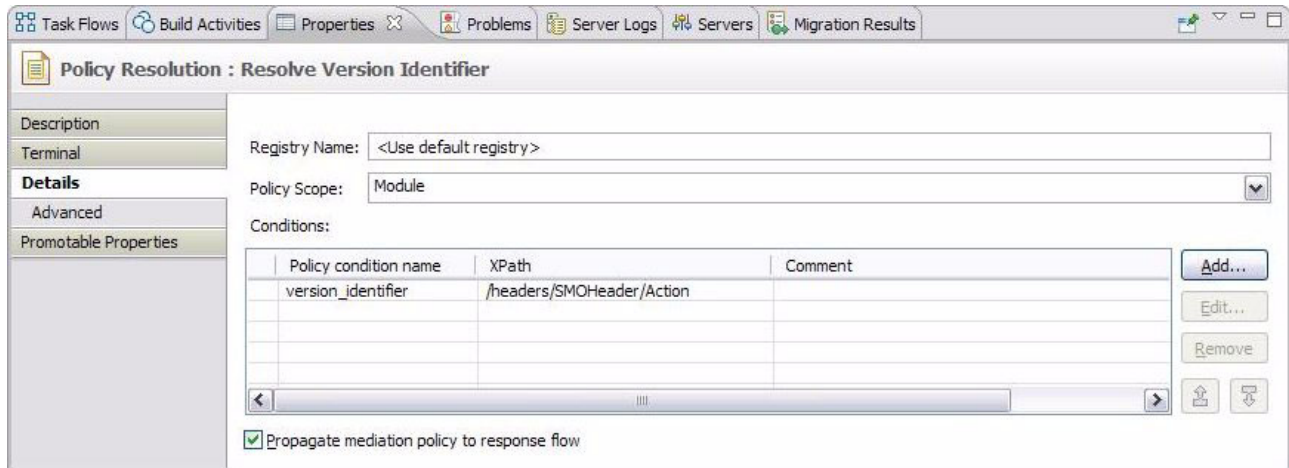 Task Flows Build Activities Properties Problems Server Logs Servers Migration Results
Policy Resolution : Resolve Version Identifier
Description
Terminal
Details
Advanced
Promotable Properties
Registry Name: <Use default registry>
Policy Scope: Module
Conditions:
Policy condition name XPath Comment
version_identifier /headers/SMOHeader/Action
Add...
Edit...
Remove
Propagate mediation policy to response flow